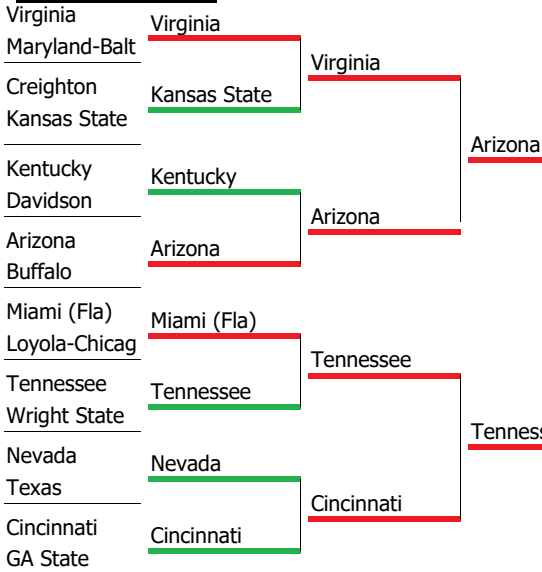 Virginia
Maryland-Balt
Creighton
Kansas State
Kentucky
Davidson
Arizona
Buffalo
Miami (Fla)
Loyola-Chicag
Tennessee
Wright State
Nevada
Texas
Cincinnati
GA State
Virginia
Kansas State
Kentucky
Arizona
Miami (Fla)
Tennessee
Nevada
Cincinnati
Virginia
Arizona
Tennessee
Cincinnati
Arizona
Tenness